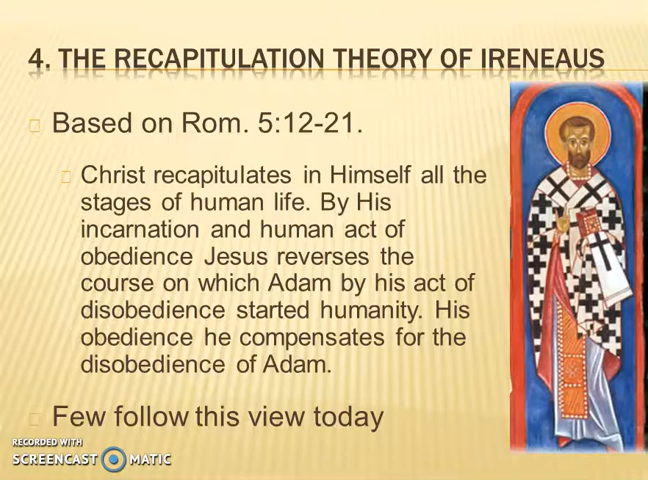 4. THE RECAPITULATION THEORY OF IRENEAUS
Based on Rom. 5:12-21.
Christ recapitulates in Himself all the
stages of human life. By His
incarnation and human act of
obedience Jesus reverses the
course on which Adam by his act of
disobedience started humanity. His
obedience he compensates for the
disobedience of Adam.
Few follow this view today
RECORDED WITH
SCREENCAST MATIC